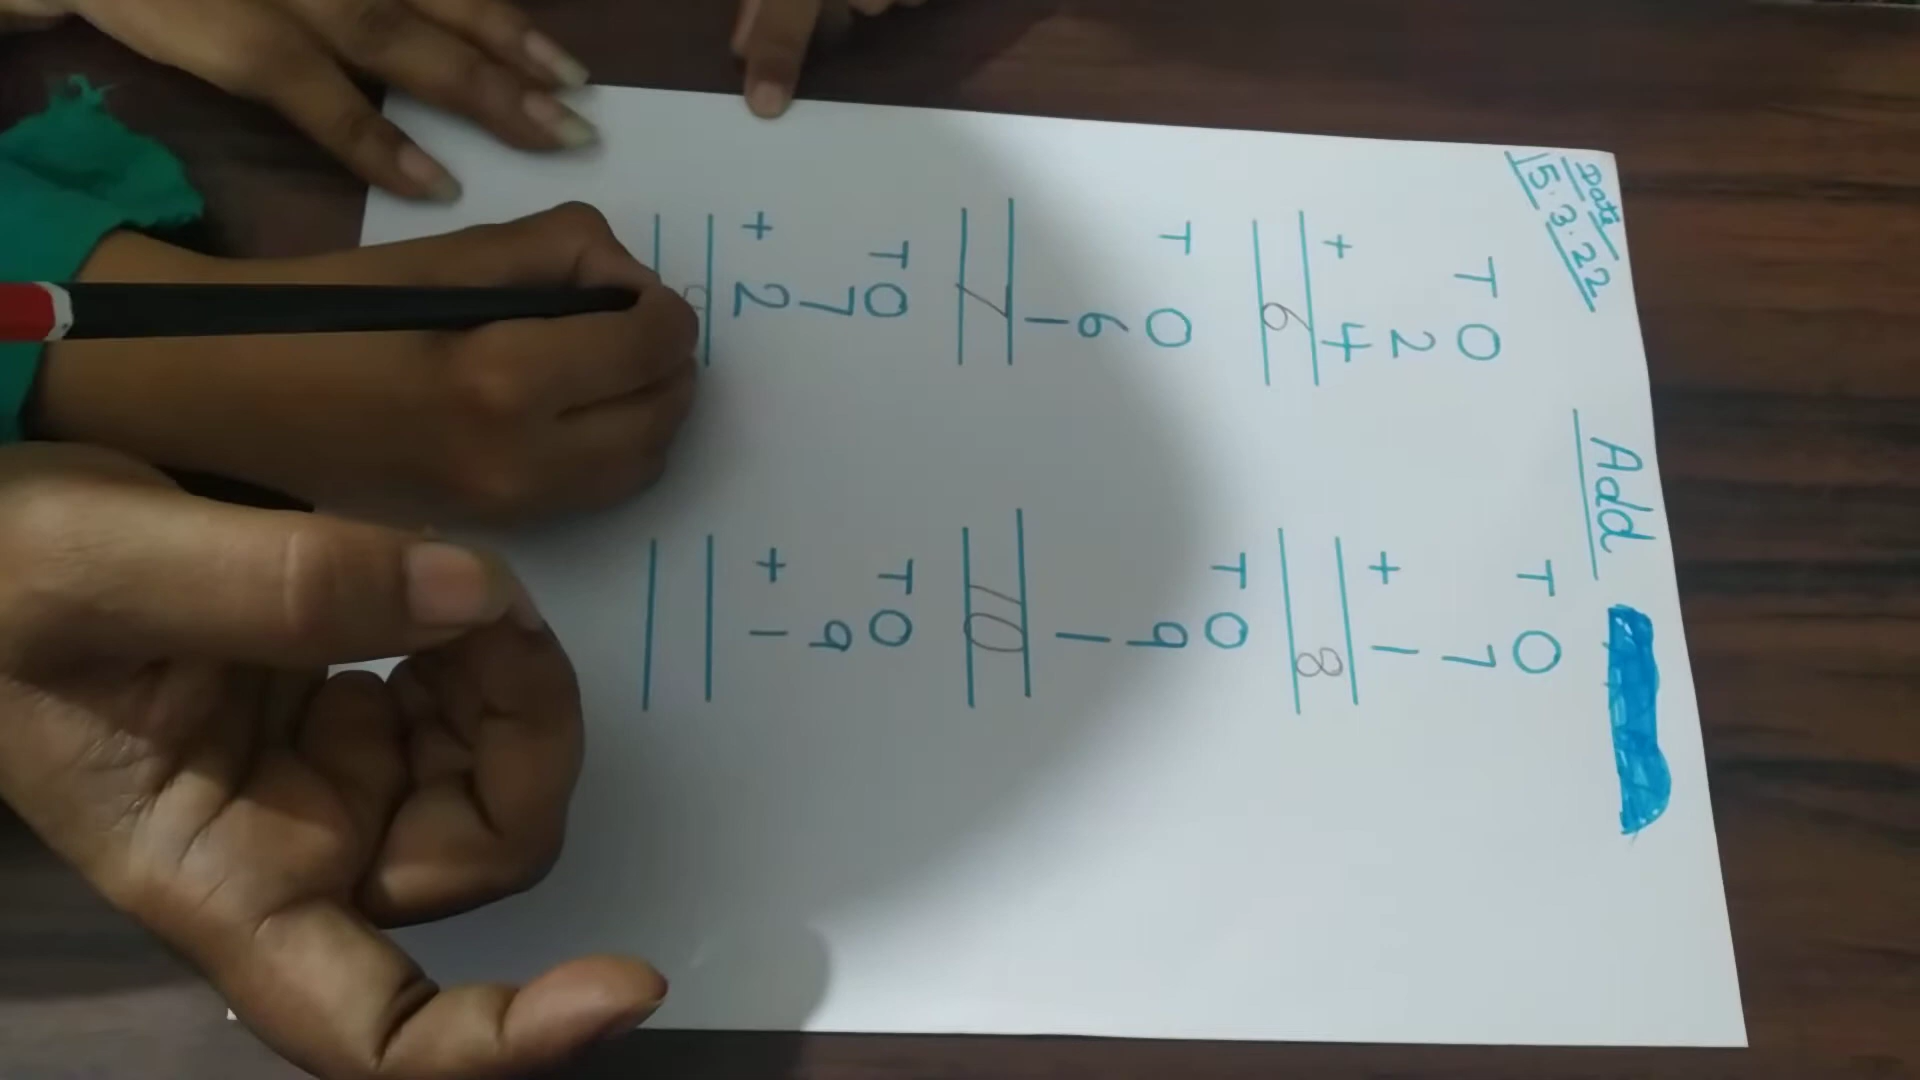 Date
15.3.22
Add
T O T O
2 7
+ 4 + 1
6 8
T O T O
6 9
1 1
7 10
T O T O
7 9
+ 2 + 1
9